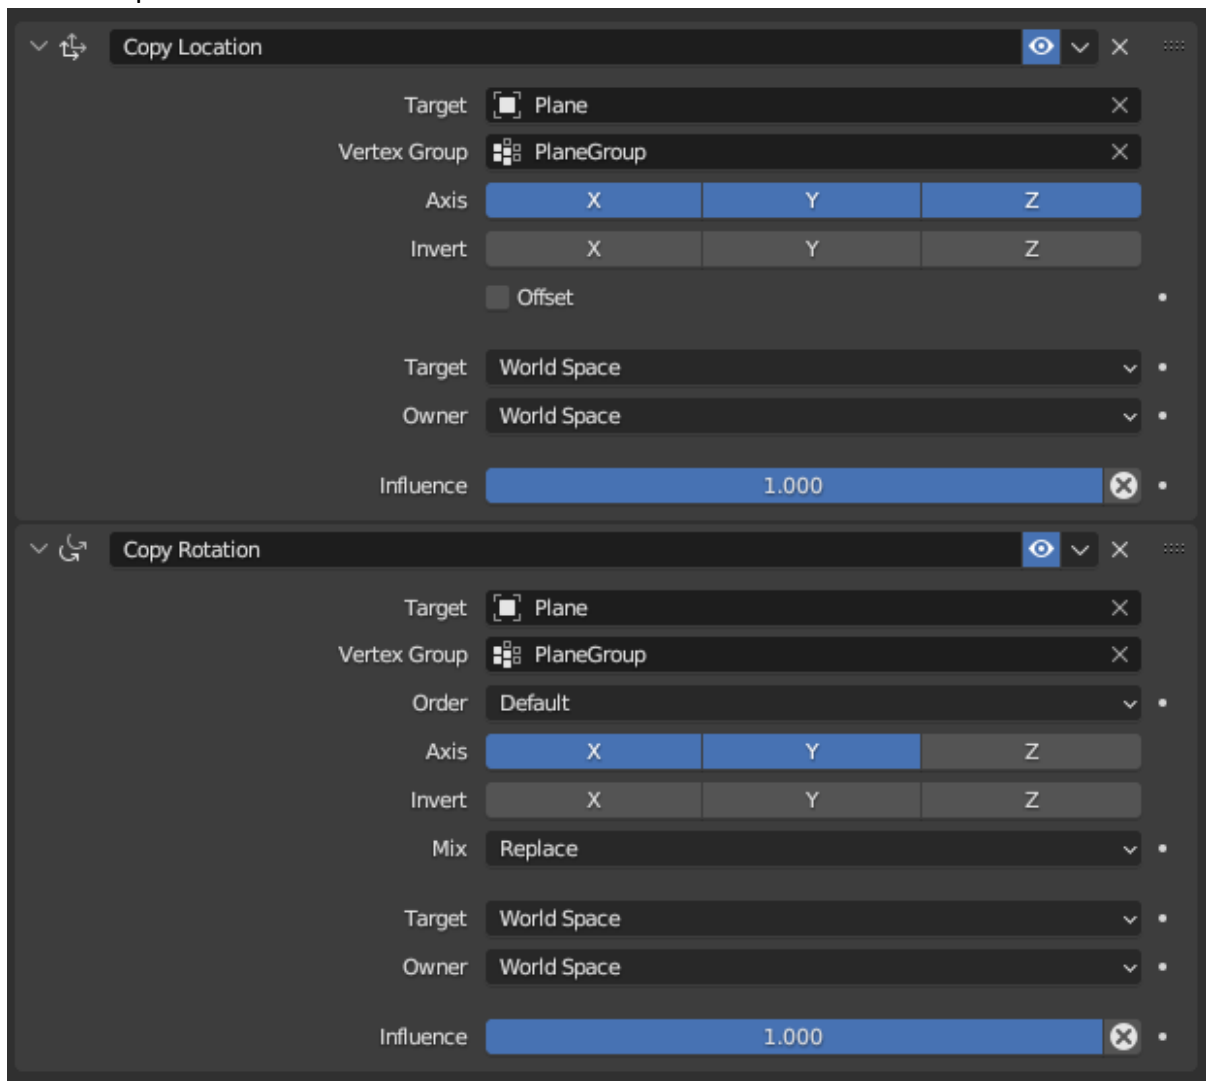 Copy Location
Target Plane
Vertex Group PlaneGroup
Axis X Y Z
Invert X Y Z
Offset
Target World Space
Owner World Space
Influence 1.000
Copy Rotation
Target Plane
Vertex Group PlaneGroup
Order Default
Axis X Y Z
Invert X Y Z
Mix Replace
Target World Space
Owner World Space
Influence 1.000